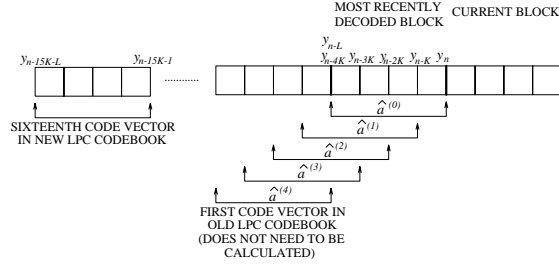 MOST RECENTLY
DECODED BLOCK
CURRENT BLOCK
y_{n-15K-L}
y_{n-15K-1}
y_{n-L}
y_{n-4K} y_{n-3K} y_{n-2K} y_{n-K} y_n
............
â^{(0)}
SIXTEENTH CODE VECTOR
IN NEW LPC CODEBOOK
â^{(1)}
â^{(2)}
â^{(3)}
â^{(4)}
FIRST CODE VECTOR IN
OLD LPC CODEBOOK
(DOES NOT NEED TO BE
CALCULATED)